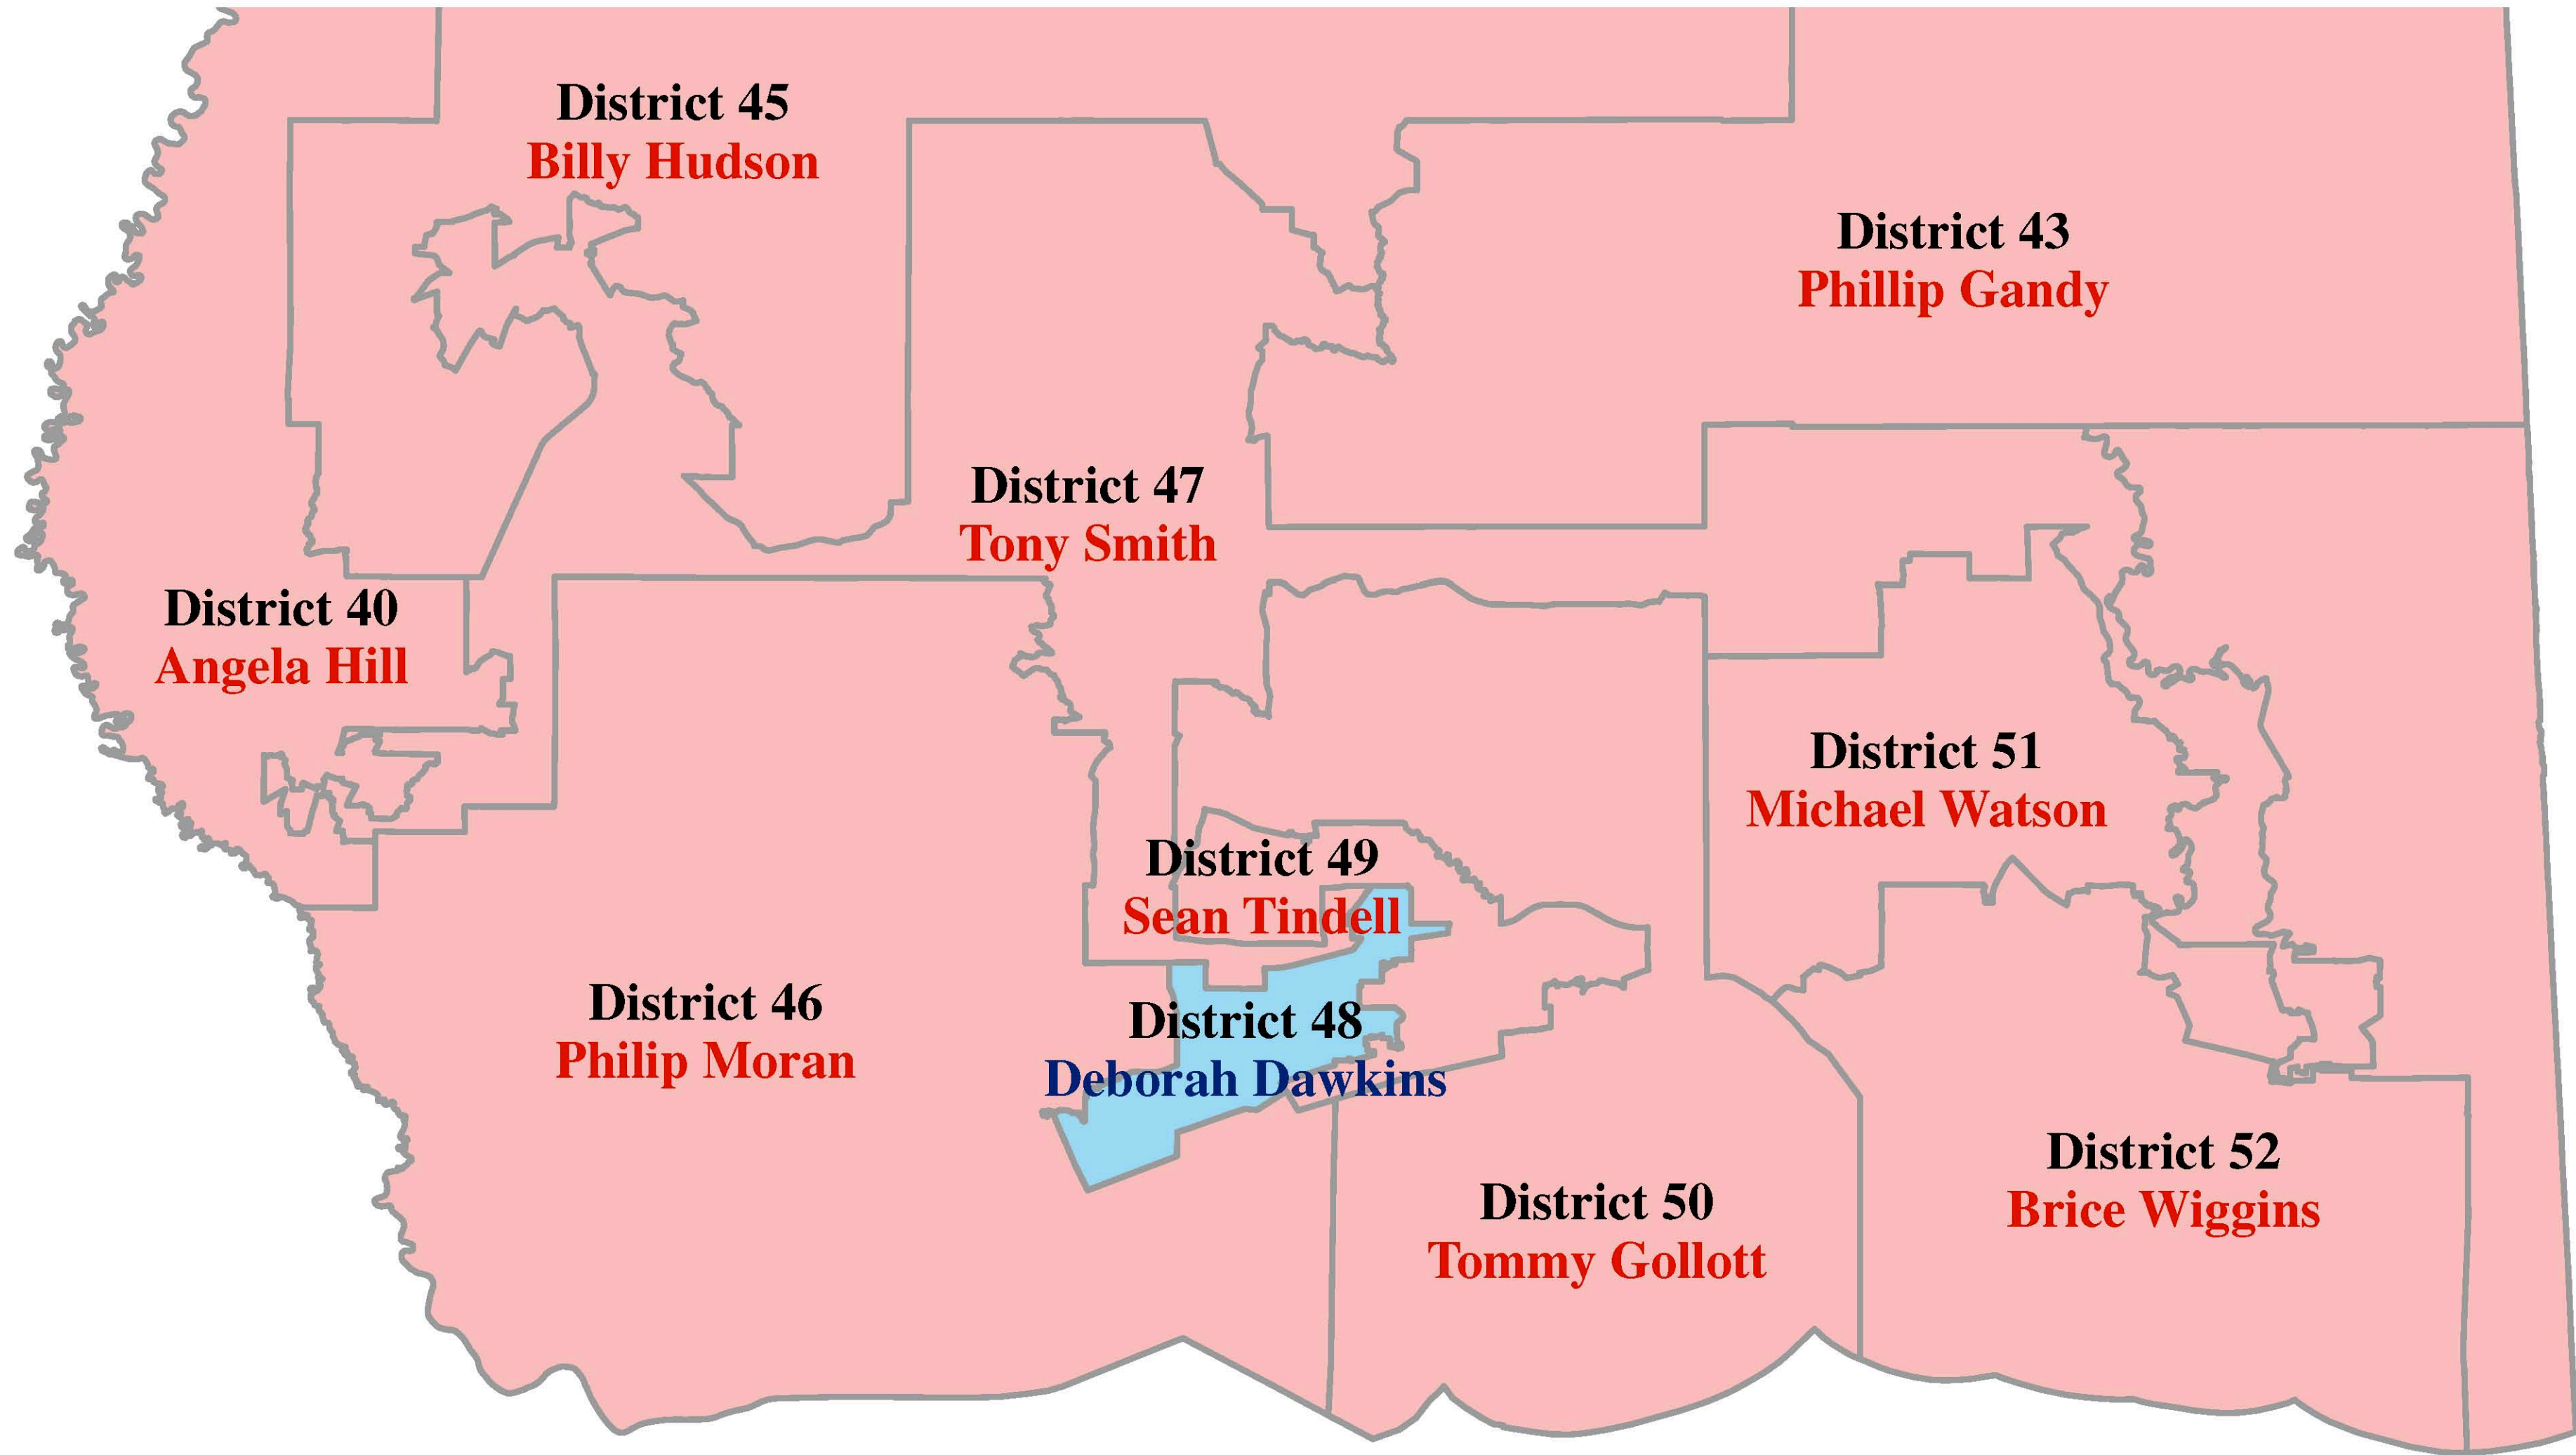 District 45
Billy Hudson
District 43
Phillip Gandy
District 47
Tony Smith
District 40
Angela Hill
District 51
Michael Watson
District 49
Sean Tindell
District 46
Philip Moran
District 48
Deborah Dawkins
District 52
Brice Wiggins
District 50
Tommy Gollott